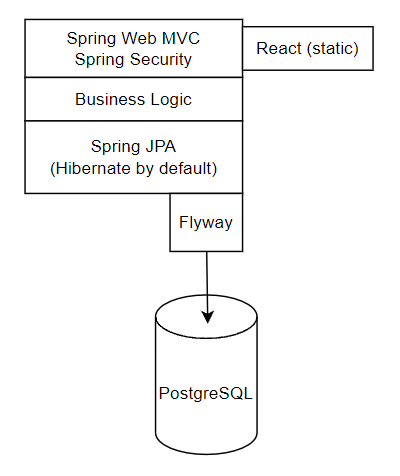 Spring Web MVC
Spring Security
React (static)
Business Logic
Spring JPA
(Hibernate by default)
Flyway
PostgreSQL